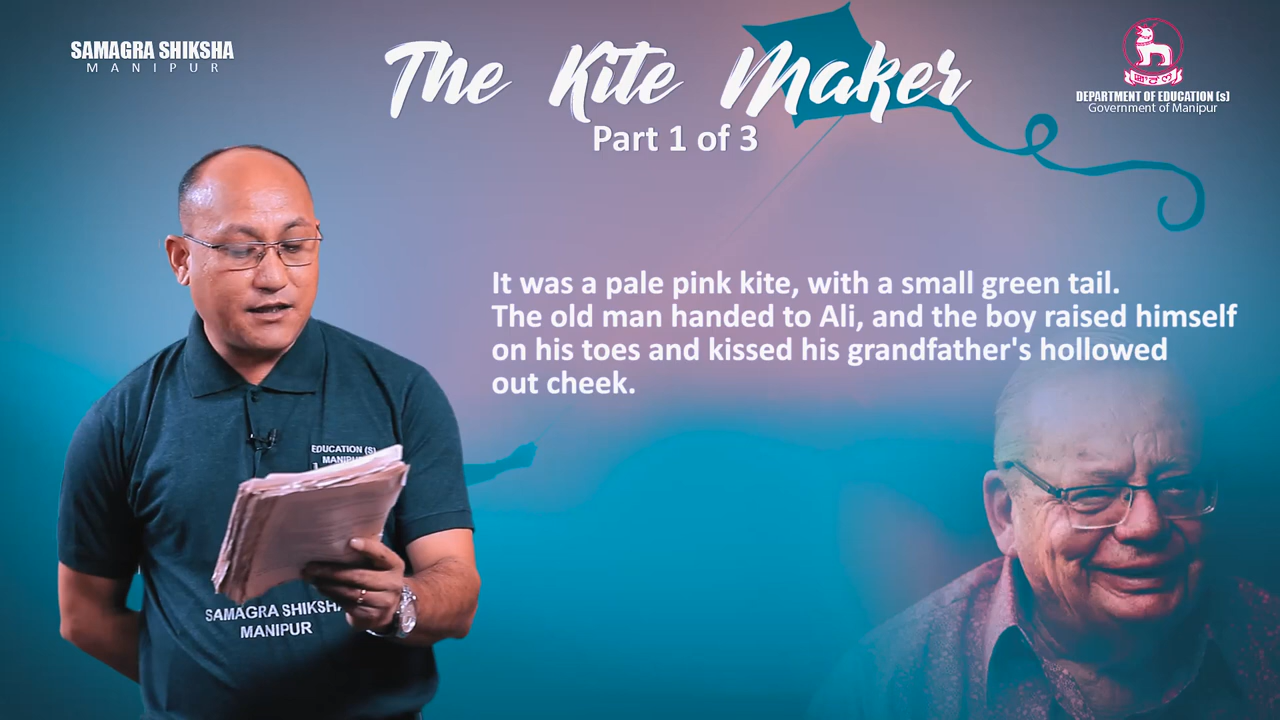 SAMAGRA SHIKSHA
MANIPUR
The Kite Maker
Part 1 of 3
DEPARTMENT OF EDUCATION (s)
Government of Manipur
It was a pale pink kite, with a small green tail.
The old man handed to Ali, and the boy raised himself
on his toes and kissed his grandfather's hollowed
out cheek.
EDUCATION (S)
MANIPUR
SAMAGRA SHIKSHA
MANIPUR